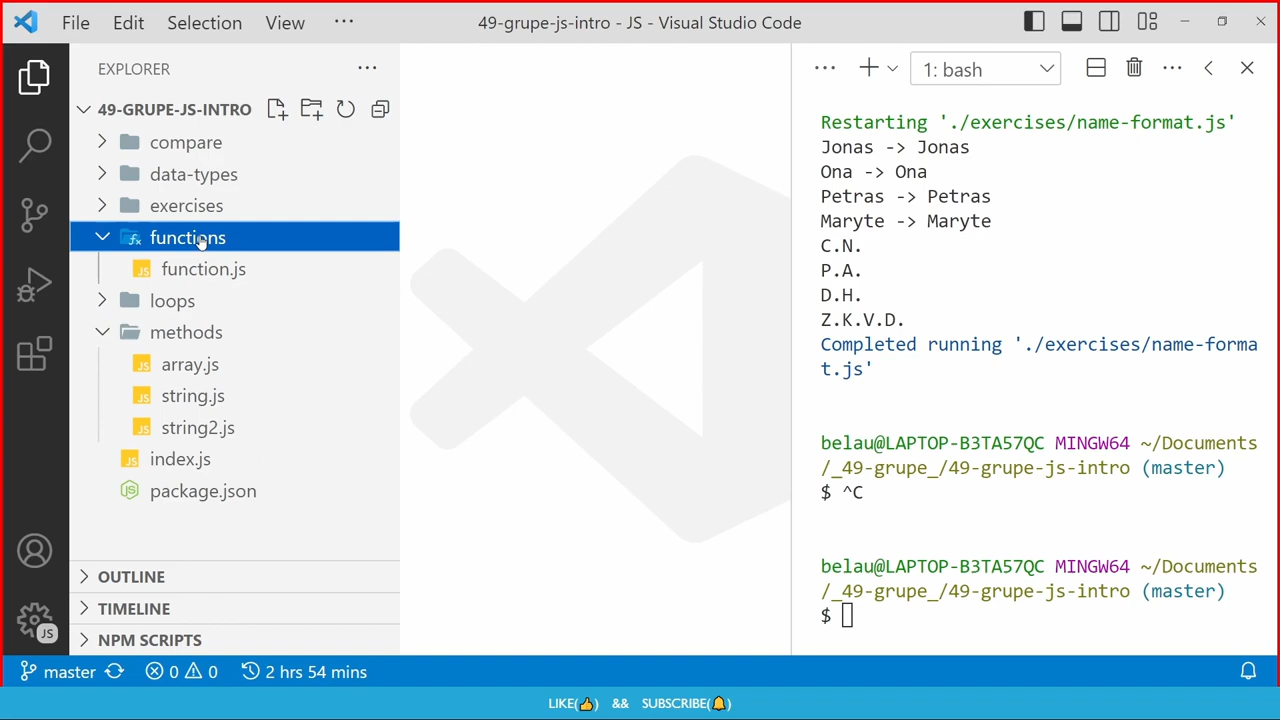 File Edit Selection View ···
49-grupe-js-intro - JS - Visual Studio Code
EXPLORER
49-GRUPE-JS-INTRO
compare
data-types
exercises
functions
function.js
loops
methods
array.js
string.js
string2.js
index.js
package.json
OUTLINE
TIMELINE
NPM SCRIPTS
1: bash
Restarting './exercises/name-format.js'
Jonas -> Jonas
Ona -> Ona
Petras -> Petras
Maryte -> Maryte
C.N.
P.A.
D.H.
Z.K.V.D.
Completed running './exercises/name-forma
t.js'
belau@LAPTOP-B3TA57QC MINGW64 ~/Documents
/_49-grupe_/49-grupe-js-intro (master)
$ ^C
belau@LAPTOP-B3TA57QC MINGW64 ~/Documents
/_49-grupe_/49-grupe-js-intro (master)
$
JS
master 0 0 2 hrs 54 mins
LIKE(👍) && SUBSCRIBE(🔔)